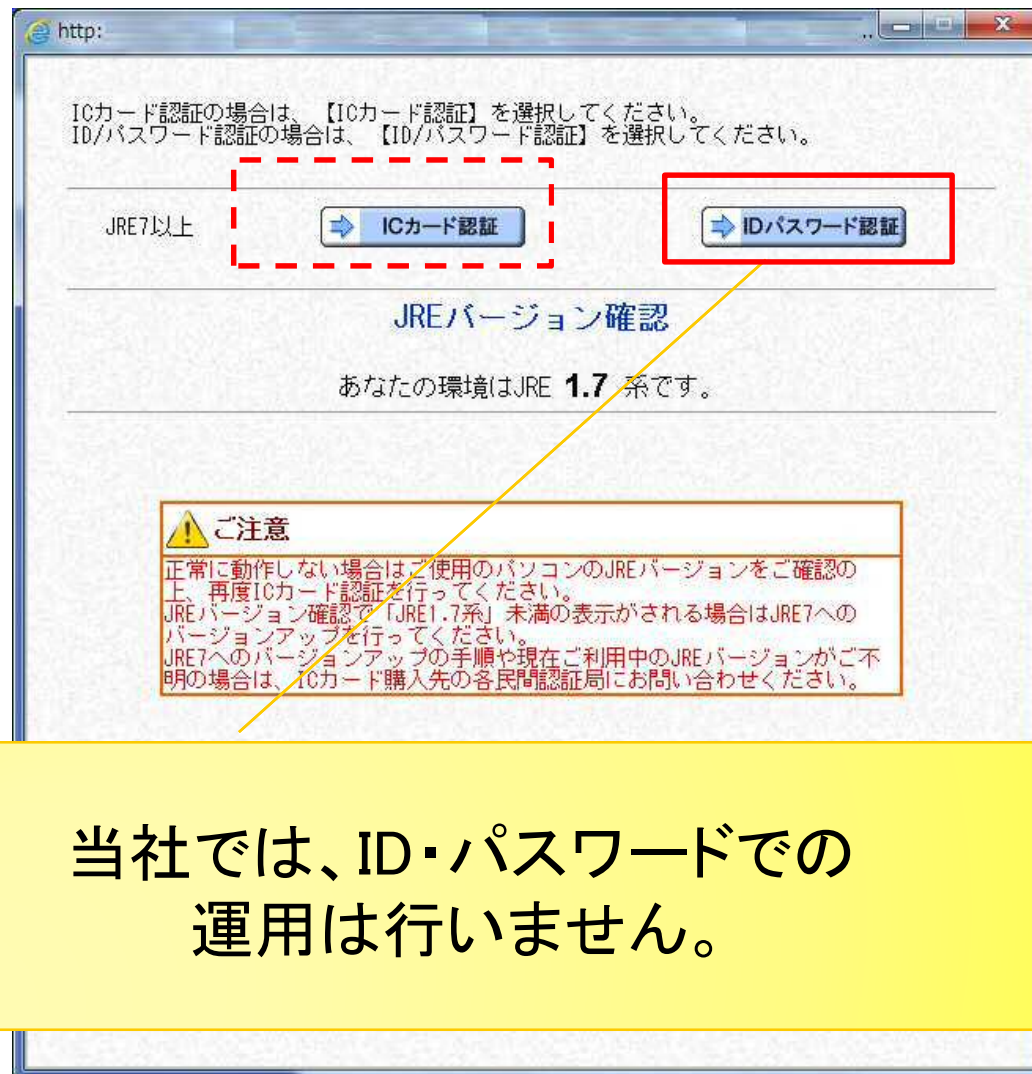 http:
..
ICカード認証の場合は、【ICカード認証】を選択してください。
ID/パスワード認証の場合は、【ID/パスワード認証】を選択してください。
JRE7以上
ICカード認証
IDパスワード認証
JREバージョン確認
あなたの環境はJRE 1.7 系です。
ご注意
正常に動作しない場合はご使用のパソコンのJREバージョンをご確認の
上、再度ICカード認証を行ってください。
JREバージョン確認で「JRE1.7系」未満の表示がされる場合はJRE7への
バージョンアップを行ってください。
JRE7へのバージョンアップの手順や現在ご利用中のJREバージョンがご不
明の場合は、ICカード購入先の各民間認証局にお問い合わせください。
当社では、ID・パスワードでの
運用は行いません。